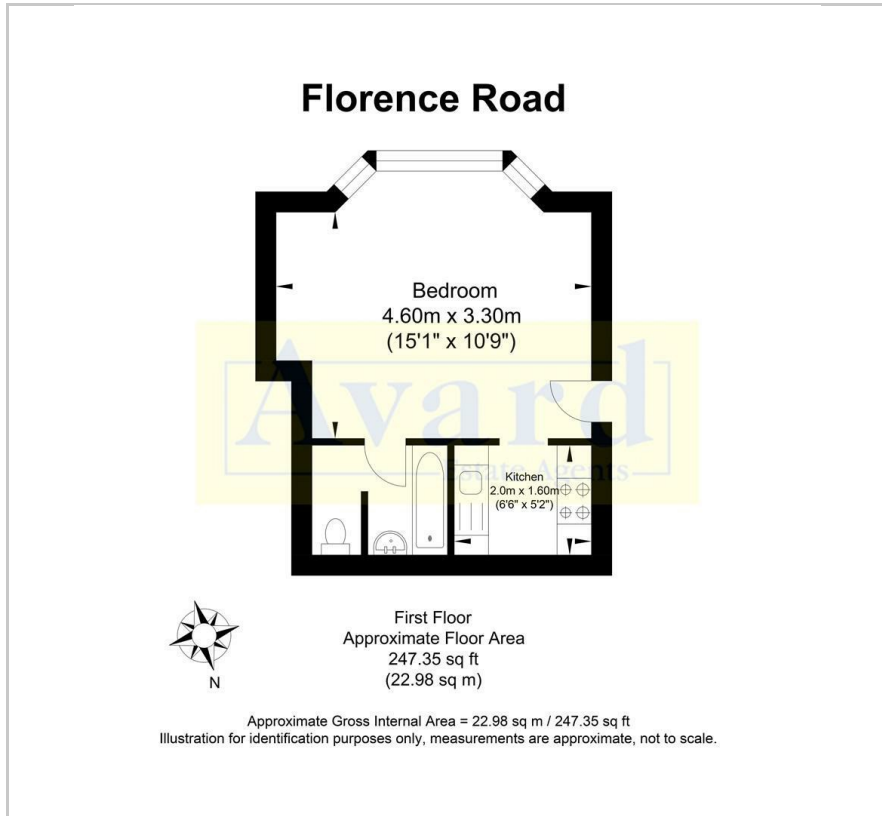 Florence Road
Bedroom
4.60m x 3.30m
(15'1" x 10'9")
Avard
Estate Agents
Kitchen
2.0m x 1.60m
(6'6" x 5'2")
N
First Floor
Approximate Floor Area
247.35 sq ft
(22.98 sq m)
Approximate Gross Internal Area = 22.98 sq m / 247.35 sq ft
Illustration for identification purposes only, measurements are approximate, not to scale.